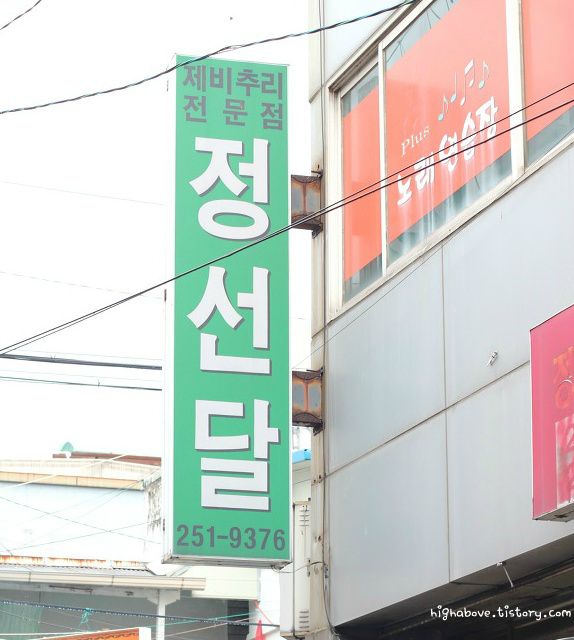 제비추리
전문점
정선달
251-9376
Plus
노래연습장
highabove.tistory.com